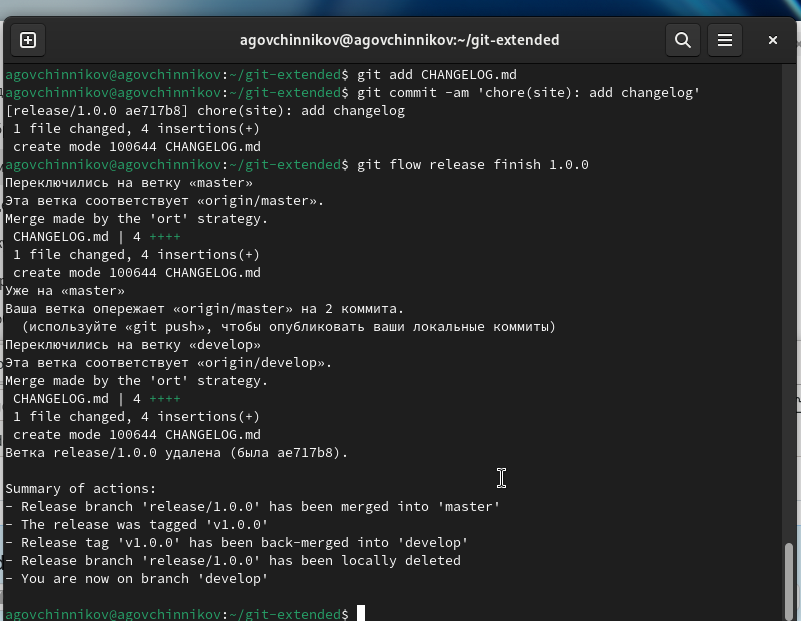 agovchinnikov@agovchinnikov:~/git-extended
agovchinnikov@agovchinnikov:~/git-extended$ git add CHANGELOG.md
agovchinnikov@agovchinnikov:~/git-extended$ git commit -am 'chore(site): add changelog'
[release/1.0.0 ae717b8] chore(site): add changelog
 1 file changed, 4 insertions(+)
 create mode 100644 CHANGELOG.md
agovchinnikov@agovchinnikov:~/git-extended$ git flow release finish 1.0.0
Переключились на ветку «master»
Эта ветка соответствует «origin/master».
Merge made by the 'ort' strategy.
 CHANGELOG.md | 4 ++++
 1 file changed, 4 insertions(+)
 create mode 100644 CHANGELOG.md
Уже на «master»
Ваша ветка опережает «origin/master» на 2 коммита.
  (используйте «git push», чтобы опубликовать ваши локальные коммиты)
Переключились на ветку «develop»
Эта ветка соответствует «origin/develop».
Merge made by the 'ort' strategy.
 CHANGELOG.md | 4 ++++
 1 file changed, 4 insertions(+)
 create mode 100644 CHANGELOG.md
Ветка release/1.0.0 удалена (была ae717b8).

Summary of actions:
- Release branch 'release/1.0.0' has been merged into 'master'
- The release was tagged 'v1.0.0'
- Release tag 'v1.0.0' has been back-merged into 'develop'
- Release branch 'release/1.0.0' has been locally deleted
- You are now on branch 'develop'

agovchinnikov@agovchinnikov:~/git-extended$